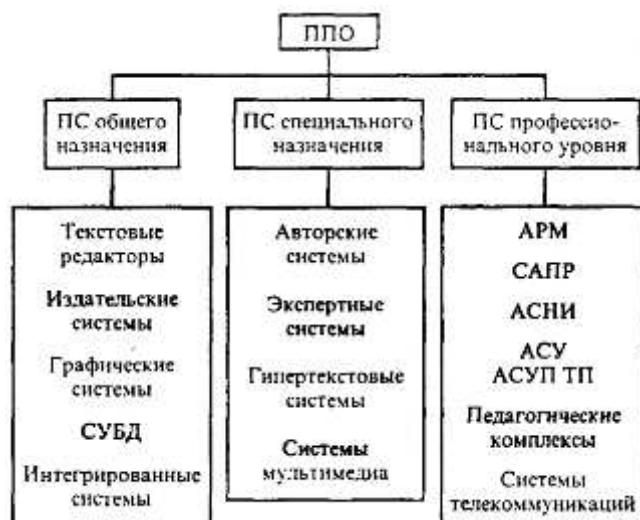 ППО
ПС общего
назначения
ПС специального
назначения
ПС профессио-
нального уровня
Текстовые
редакторы
Издательские
системы
Графические
системы
СУБД
Интегрированные
системы
Авторские
системы
Экспертные
системы
Гипертекстовые
системы
Системы
мультимедиа
АРМ
САПР
АСНИ
АСУ
АСУП ТП
Педагогические
комплексы
Системы
телекоммуникаций